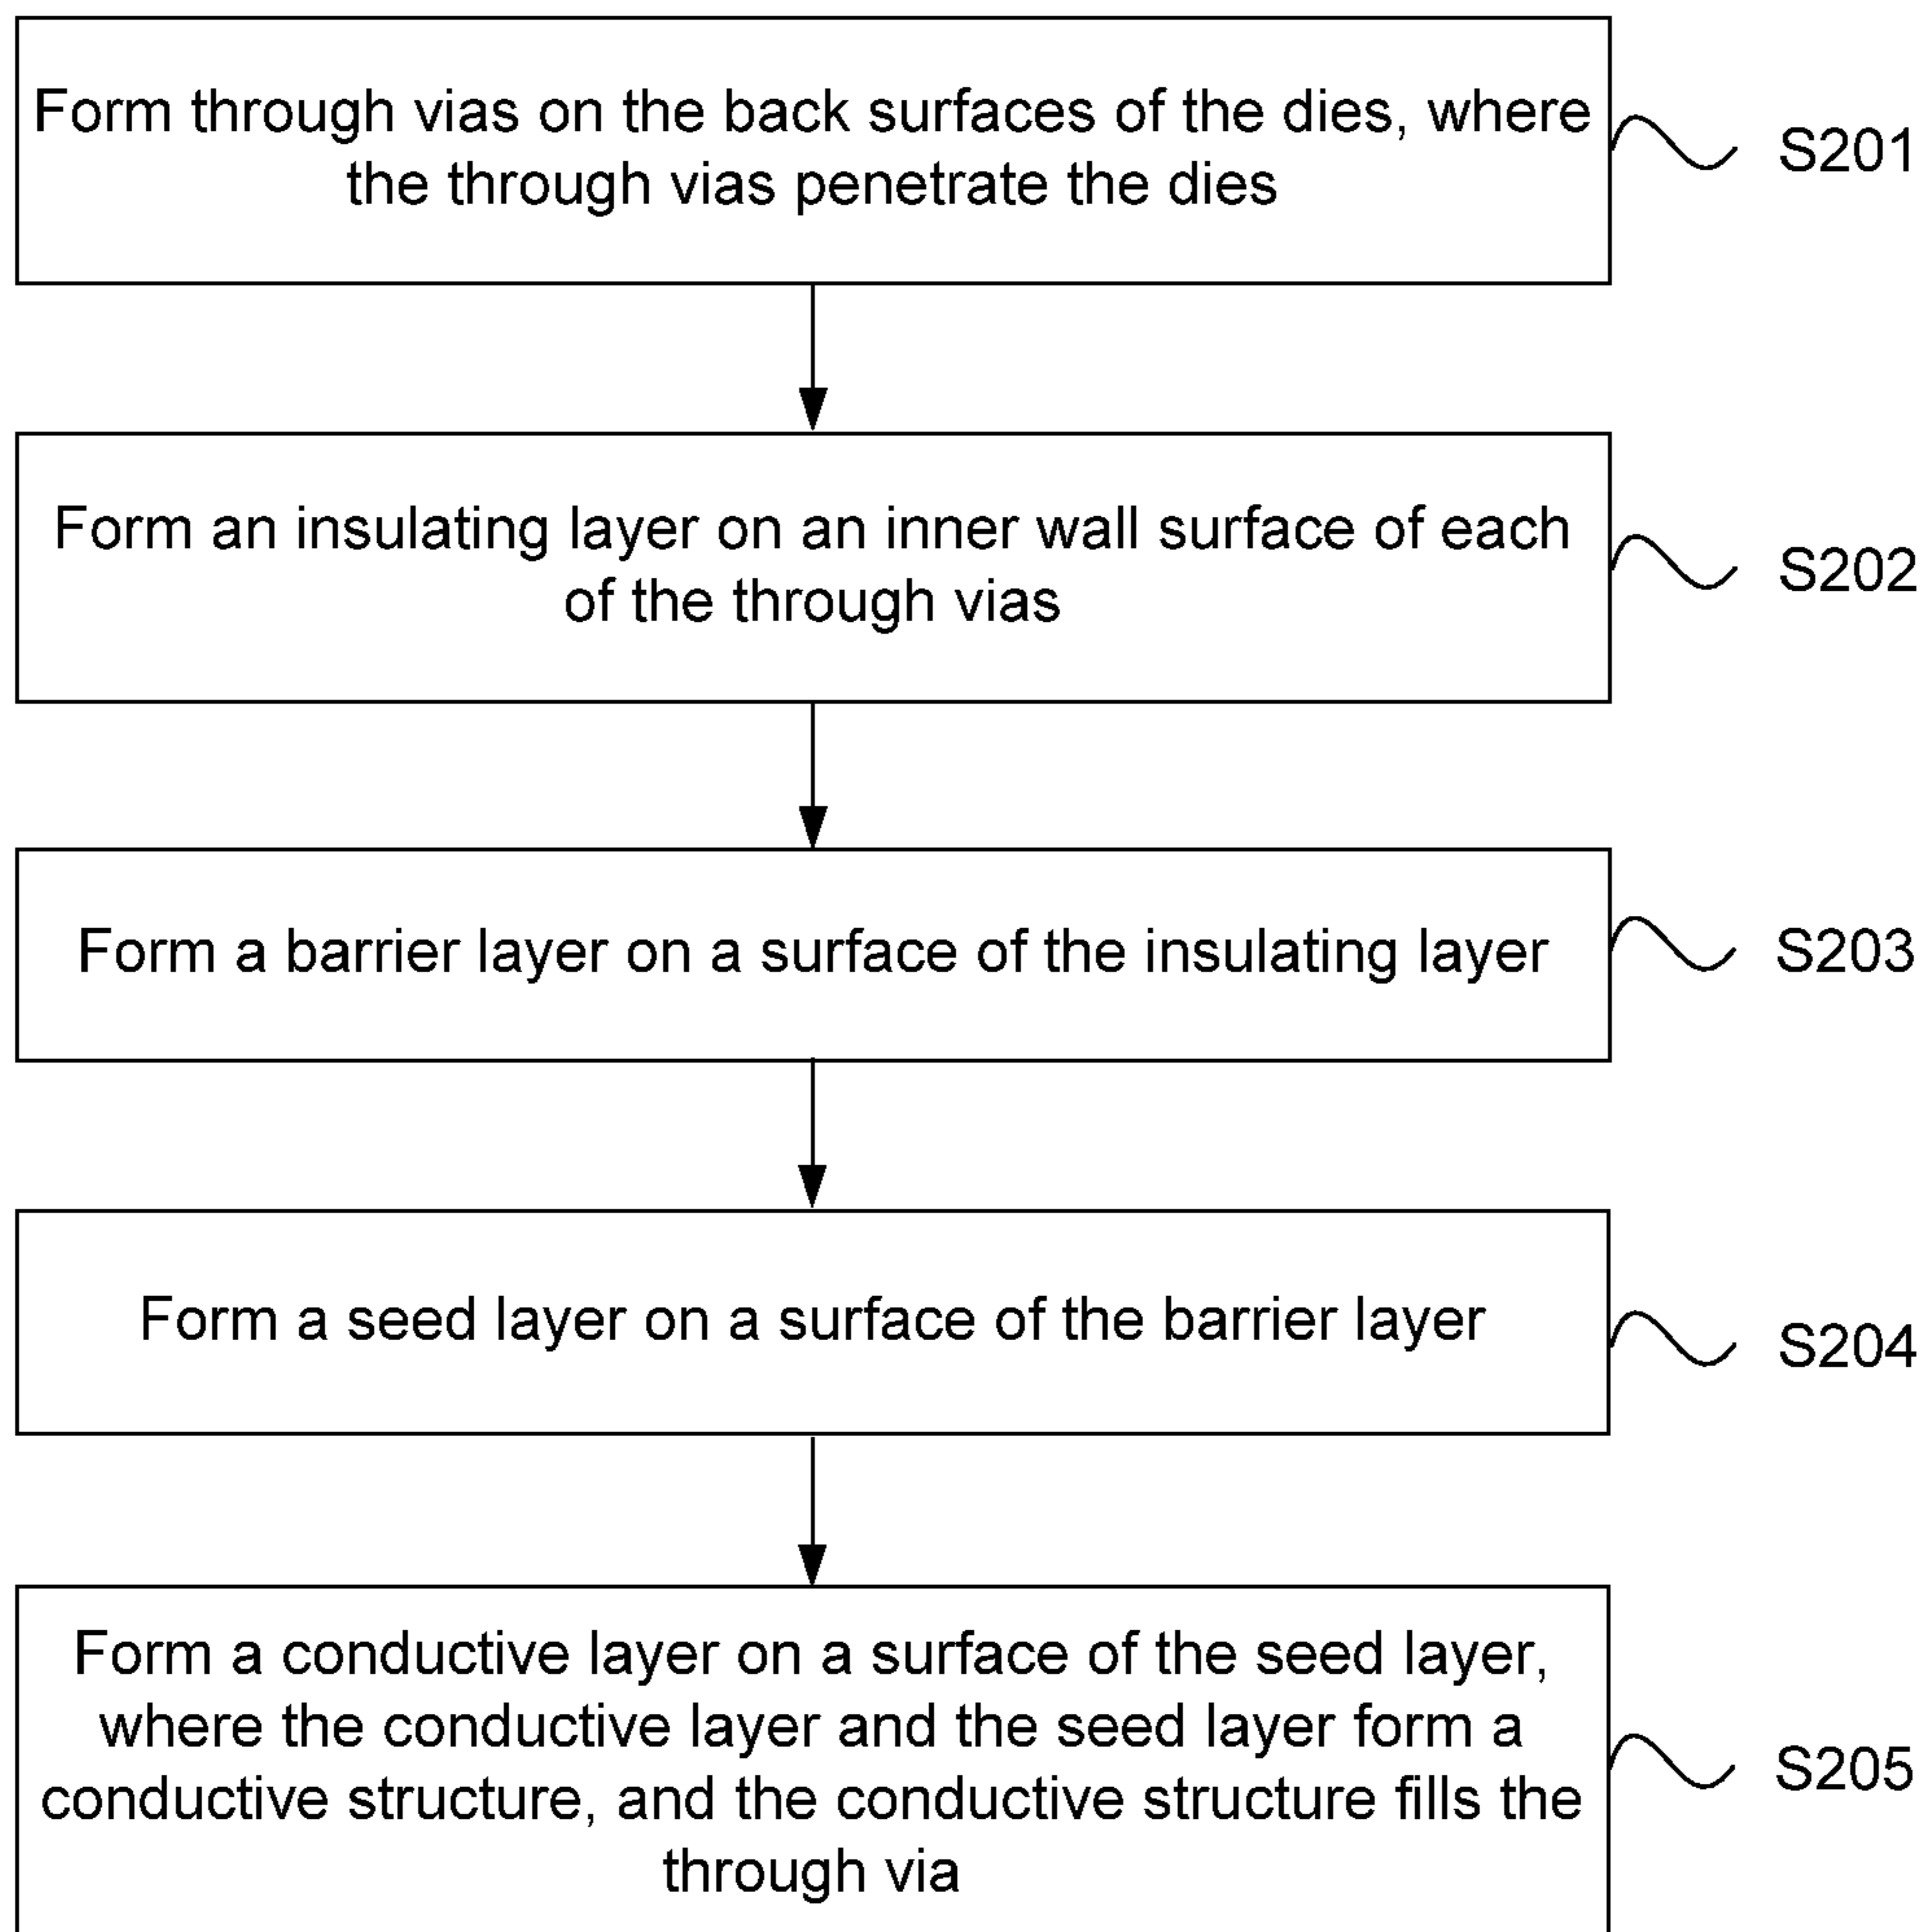 Form through vias on the back surfaces of the dies, where
the through vias penetrate the dies
S201
Form an insulating layer on an inner wall surface of each
of the through vias
S202
Form a barrier layer on a surface of the insulating layer
S203
Form a seed layer on a surface of the barrier layer
S204
Form a conductive layer on a surface of the seed layer,
where the conductive layer and the seed layer form a
conductive structure, and the conductive structure fills the
through via
S205